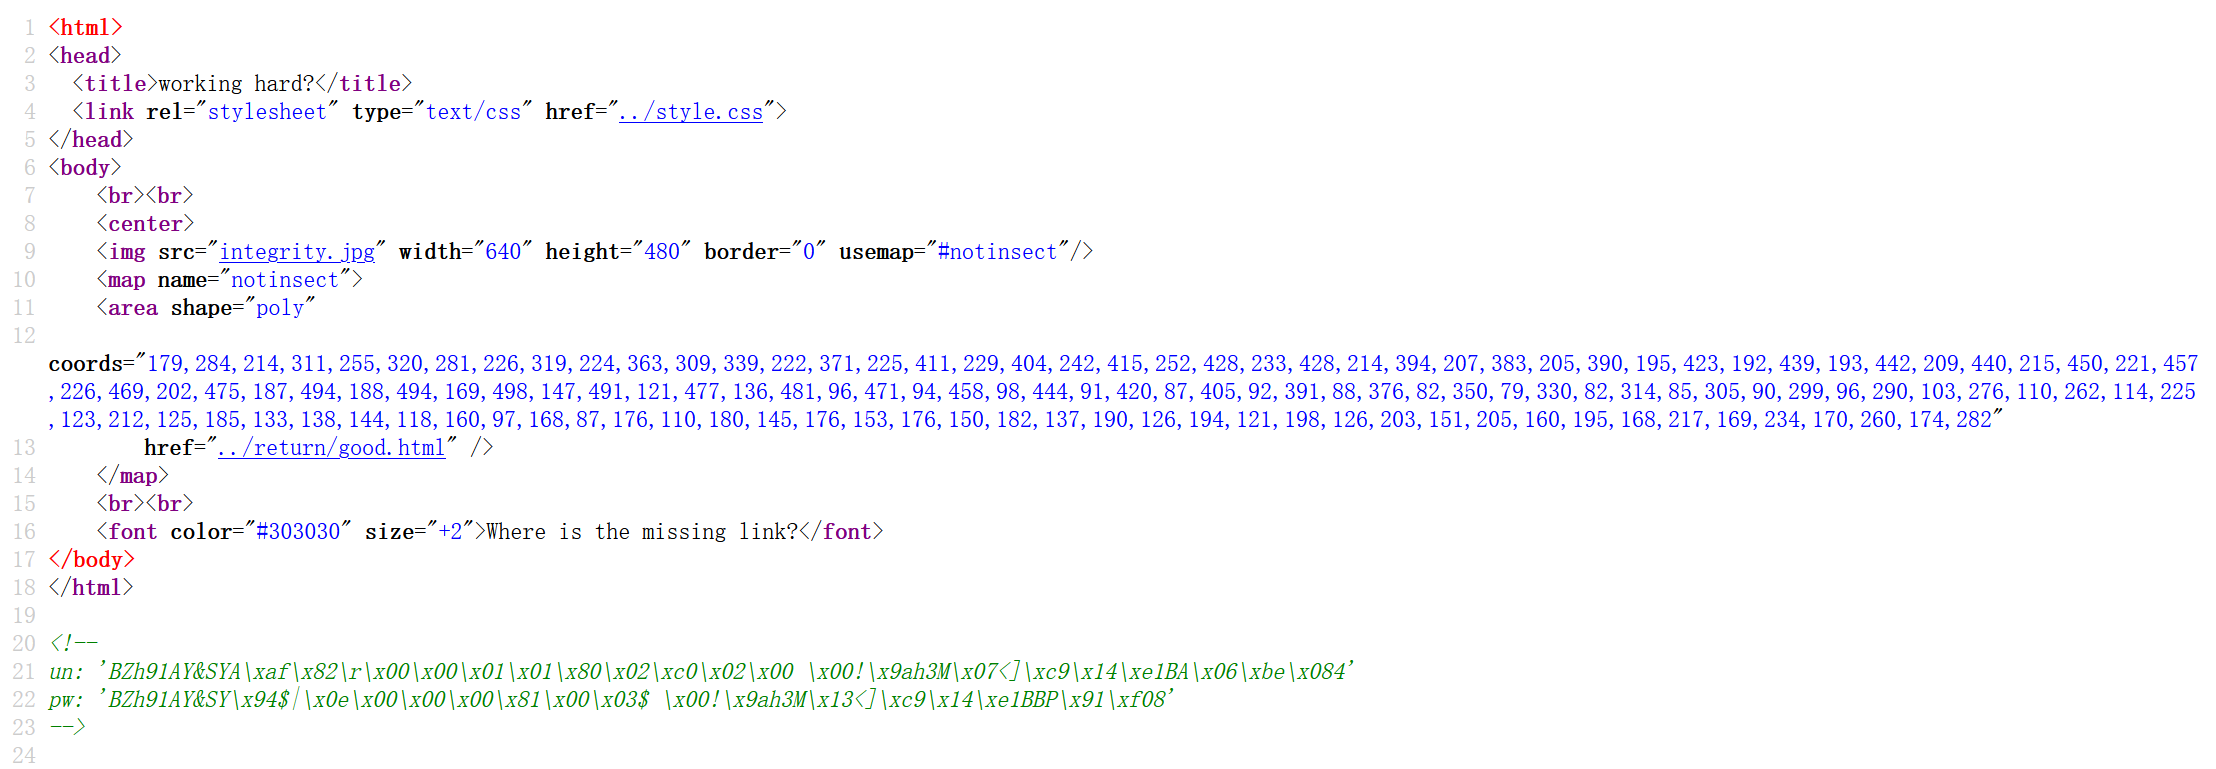 1 <html>
2 <head>
3   <title>working hard?</title>
4   <link rel="stylesheet" type="text/css" href="../style.css">
5 </head>
6 <body>
7     <br><br>
8     <center>
9     <img src="integrity.jpg" width="640" height="480" border="0" usemap="#notinsect"/>
10     <map name="notinsect">
11     <area shape="poly"
12
coords="179,284,214,311,255,320,281,226,319,224,363,309,339,222,371,225,411,229,404,242,415,252,428,233,428,214,394,207,383,205,390,195,423,192,439,193,442,209,440,215,450,221,457
,226,469,202,475,187,494,188,494,169,498,147,491,121,477,136,481,96,471,94,458,98,444,91,420,87,405,92,391,88,376,82,350,79,330,82,314,85,305,90,299,96,290,103,276,110,262,114,225
,123,212,125,185,133,138,144,118,160,97,168,87,176,110,180,145,176,153,176,150,182,137,190,126,194,121,198,126,203,151,205,160,195,168,217,169,234,170,260,174,282"
13         href="../return/good.html" />
14     </map>
15     <br><br>
16     <font color="#303030" size="+2">Where is the missing link?</font>
17 </body>
18 </html>
19
20 <!--
21 un: 'BZh91AY&SYA\xaf\x82\r\x00\x00\x01\x01\x80\x02\xc0\x02\x00 \x00!\x9ah3M\x07<]\xc9\x14\xe1BA\x06\xbe\x084'
22 pw: 'BZh91AY&SY\x94$|\x0e\x00\x00\x00\x81\x00\x03$ \x00!\x9ah3M\x13<]\xc9\x14\xe1BBP\x91\xf08'
23 -->
24